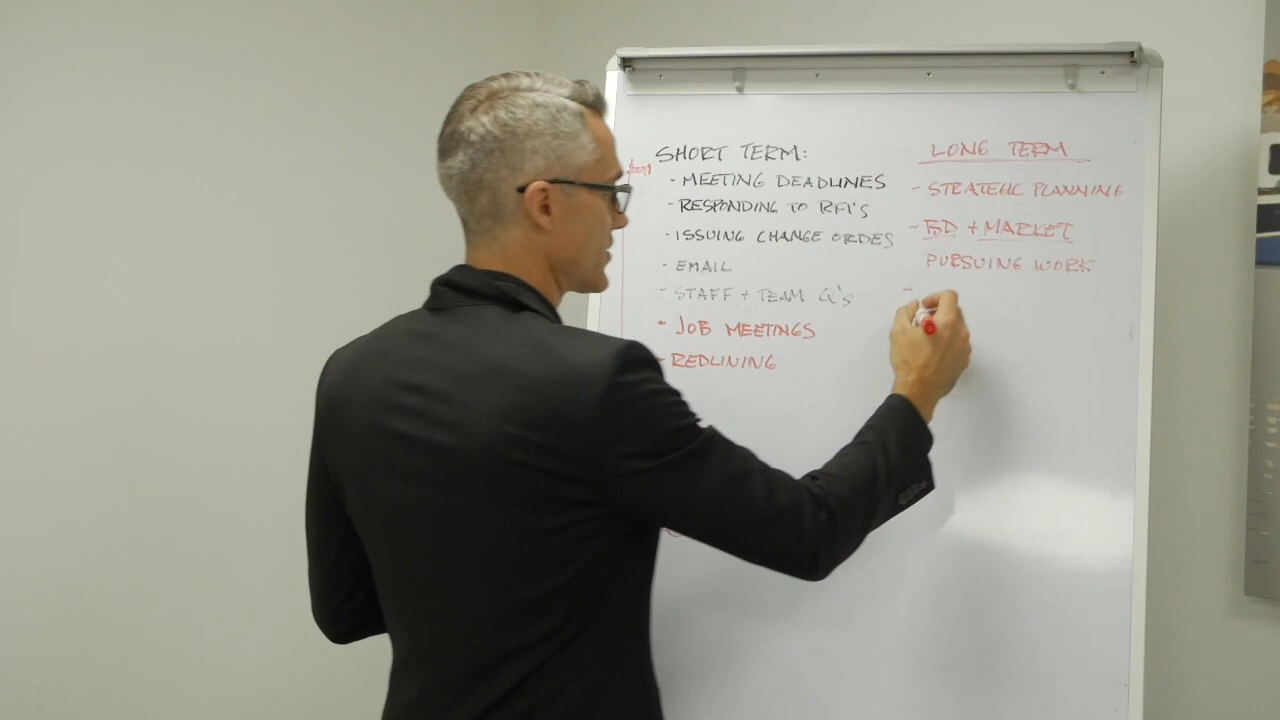 SHORT TERM:
- MEETING DEADLINES
- RESPONDING TO RFI'S
- ISSUING CHANGE ORDES
- EMAIL
- STAFF + TEAM Q'S
- JOB MEETINGS
- REDLINING
LONG TERM
- STRATEGIC PLANNING
- BD + MARKET
PURSUING WORK
-